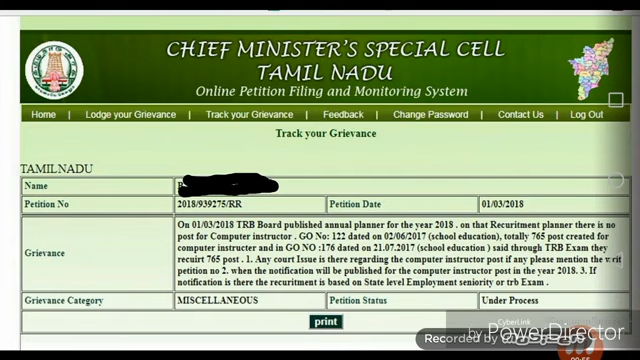 CHIEF MINISTER'S SPECIAL CELL
TAMIL NADU
Online Petition Filing and Monitoring System
Home | Lodge your Grievance | Track your Grievance | Feedback | Change Password | Contact Us | Log Out
Track your Grievance
TAMILNADU
Name
Petition No 2018/939275/RR Petition Date 01/03/2018
Grievance
On 01/03/2018 TRB Board published annual planner for the year 2018 . on that Recuritment planner there is no
post for Computer instructor . GO No: 122 dated on 02/06/2017 (school education), totally 765 post created for
computer instructor and in GO NO :176 dated on 21.07.2017 (school education ) said through TRB Exam they
recuirt 765 post . 1. Any court Issue is there regarding the computer instructor post if any please mention the writ
petition no 2. when the notification will be published for the computer instructor post in the year 2018. 3. If
notification is there the recuritment is based on State level Employment seniority or trb Exam .
Grievance Category MISCELLANEOUS Petition Status Under Process
print
CyberLink
by PowerDirector
Recorded by